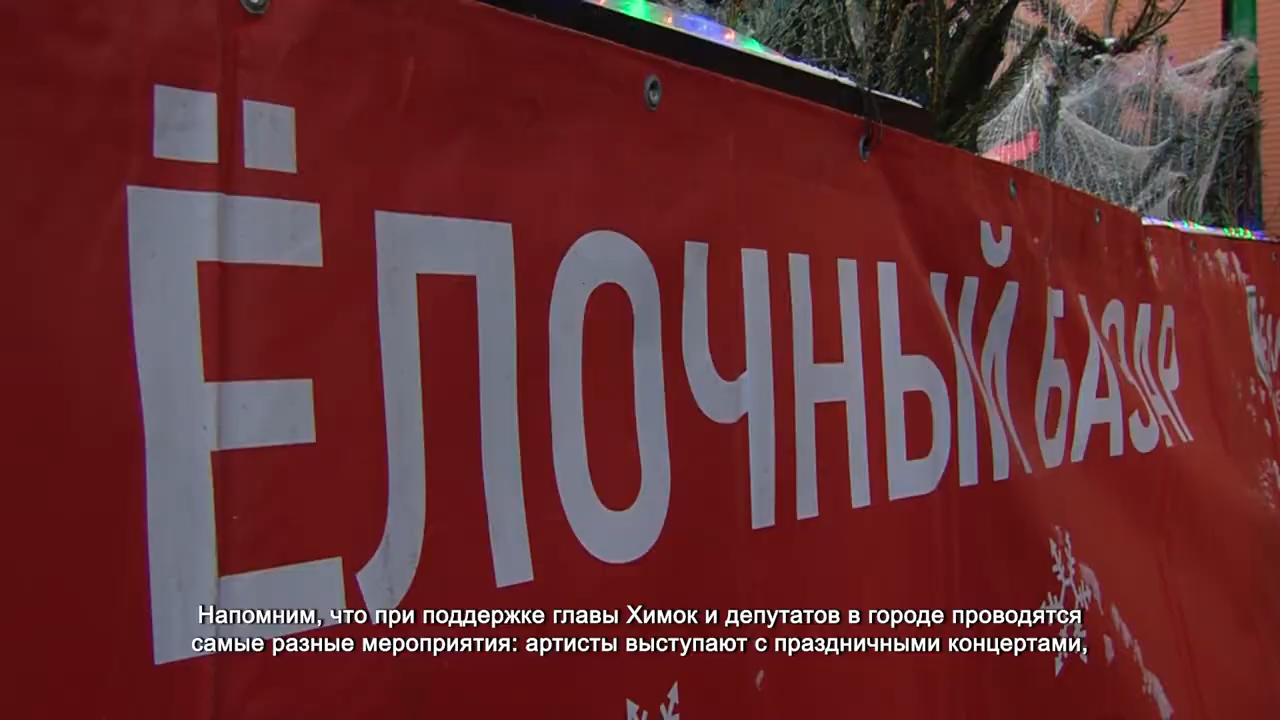 ЁЛОЧНЫЙ БАЗАР
Напомним, что при поддержке главы Химок и депутатов в городе проводятся
самые разные мероприятия: артисты выступают с праздничными концертами,